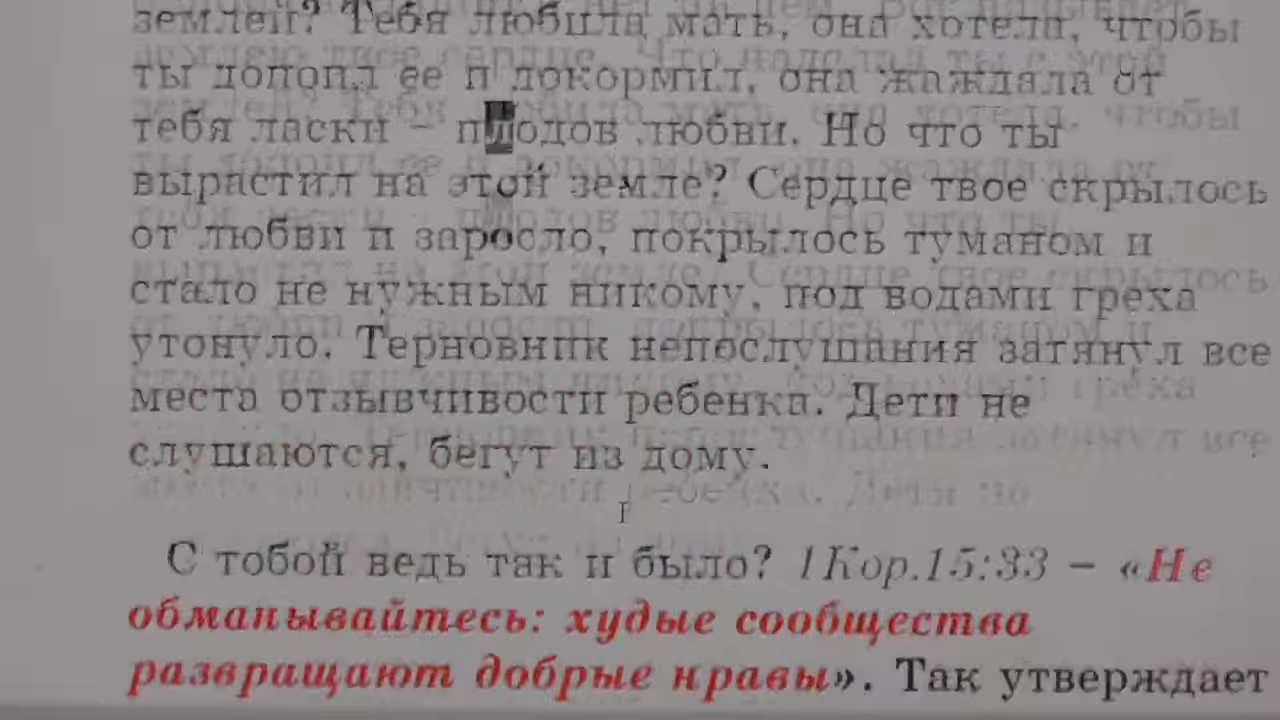 землей? Тебя любила мать, она хотела, чтобы
ты допоил ее и докормил, она жаждала от
тебя ласки – плодов любви. Но что ты
вырастил на этой земле? Сердце твое скрылось
от любви и заросло, покрылось туманом и
стало не нужным никому, под водами греха
утонуло. Терновник непослушания затянул все
места отзывчивости ребенка. Дети не
слушаются, бегут из дому.
С тобой ведь так и было? 1Кор.15:33 – «Не
обманывайтесь: худые сообщества
развращают добрые нравы». Так утверждает